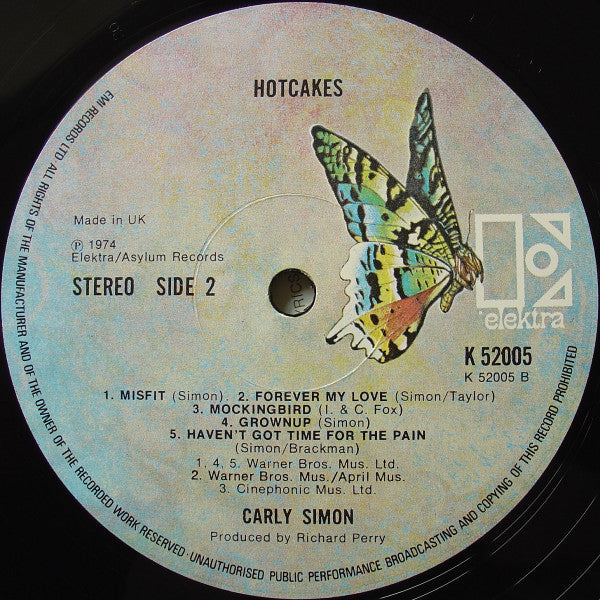 HOTCAKES
Made in UK
℗ 1974
Elektra/Asylum Records
STEREO SIDE 2
elektra
K 52005
K 52005 B
1. MISFIT (Simon). 2. FOREVER MY LOVE (Simon/Taylor)
3. MOCKINGBIRD (I. & C. Fox)
4. GROWNUP (Simon)
5. HAVEN'T GOT TIME FOR THE PAIN
(Simon/Brackman)
1. 4, 5. Warner Bros. Mus. Ltd.
2. Warner Bros. Mus./April Mus.
3. Cinephonic Mus. Ltd.
CARLY SIMON
Produced by Richard Perry
EMI RECORDS LTD ALL RIGHTS OF THE MANUFACTURER AND OF THE OWNER OF THE RECORDED WORK RESERVED · UNAUTHORISED PUBLIC PERFORMANCE BROADCASTING AND COPYING OF THIS RECORD PROHIBITED